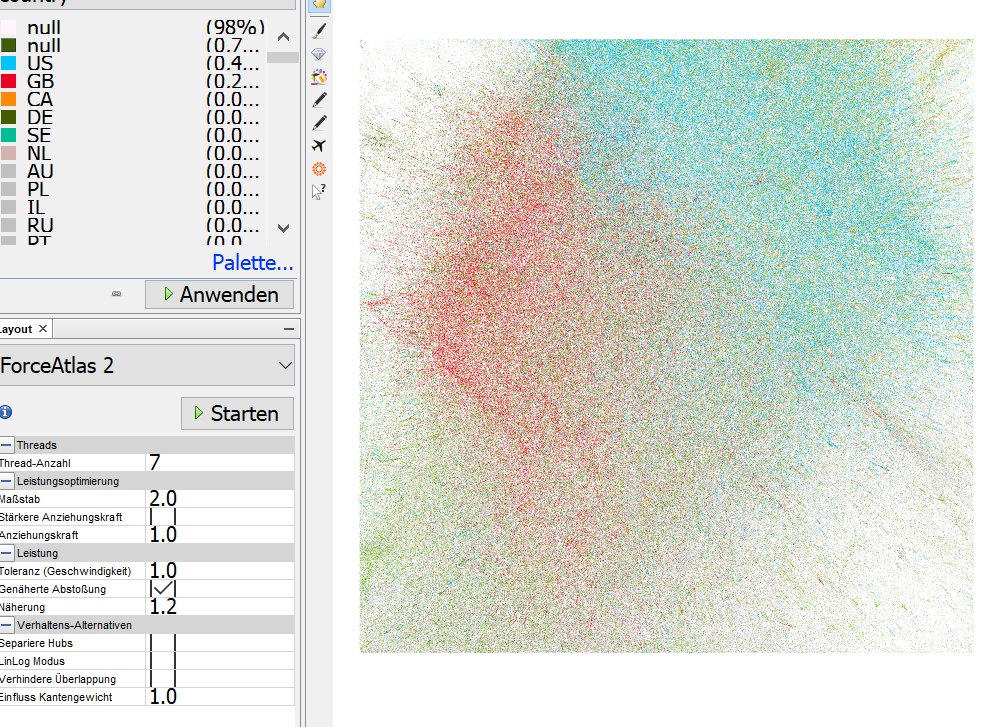 country
null (98%)
null (0.7...
US (0.4...
GB (0.2...
CA (0.0...
DE (0.0...
SE (0.0...
NL (0.0...
AU (0.0...
PL (0.0...
IL (0.0...
RU (0.0...
PT (0.0
Palette...
Anwenden
Layout
ForceAtlas 2
Starten
Threads
Thread-Anzahl 7
Leistungsoptimierung
Maßstab 2.0
Stärkere Anziehungskraft
Anziehungskraft 1.0
Leistung
Toleranz (Geschwindigkeit) 1.0
Genäherte Abstoßung
Näherung 1.2
Verhaltens-Alternativen
Separiere Hubs
LinLog Modus
Verhindere Überlappung
Einfluss Kantengewicht 1.0